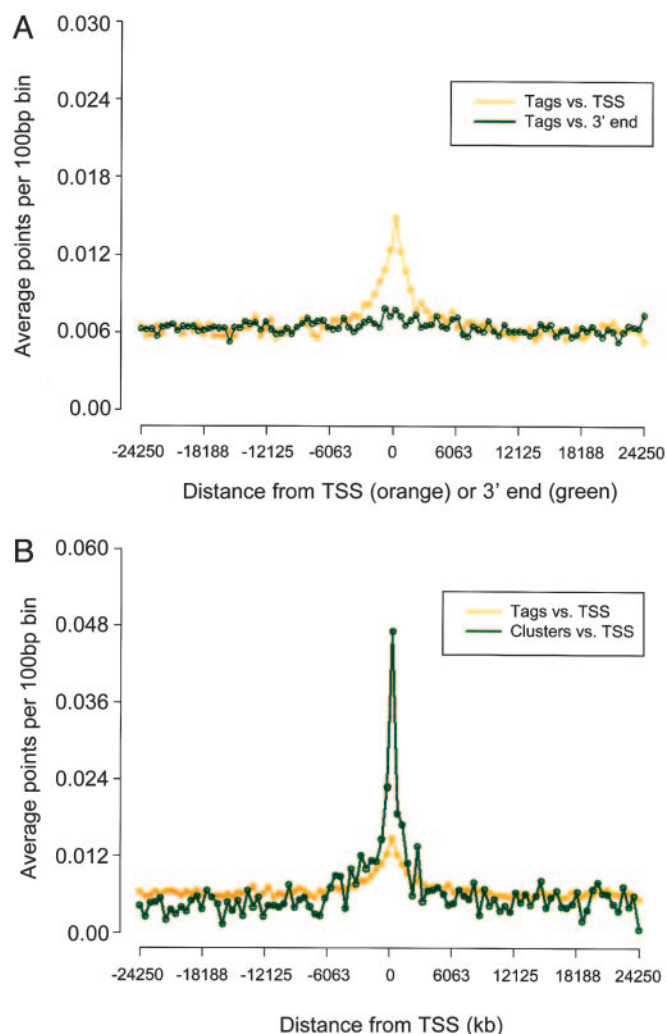 A
0.030
0.024
0.018
0.012
0.006
0.00
Average points per 100bp bin
Tags vs. TSS
Tags vs. 3' end
-24250 -18188 -12125 -6063 0 6063 12125 18188 24250
Distance from TSS (orange) or 3' end (green)
B
0.060
0.048
0.036
0.024
0.012
0.00
Average points per 100bp bin
Tags vs. TSS
Clusters vs. TSS
-24250 -18188 -12125 -6063 0 6063 12125 18188 24250
Distance from TSS (kb)